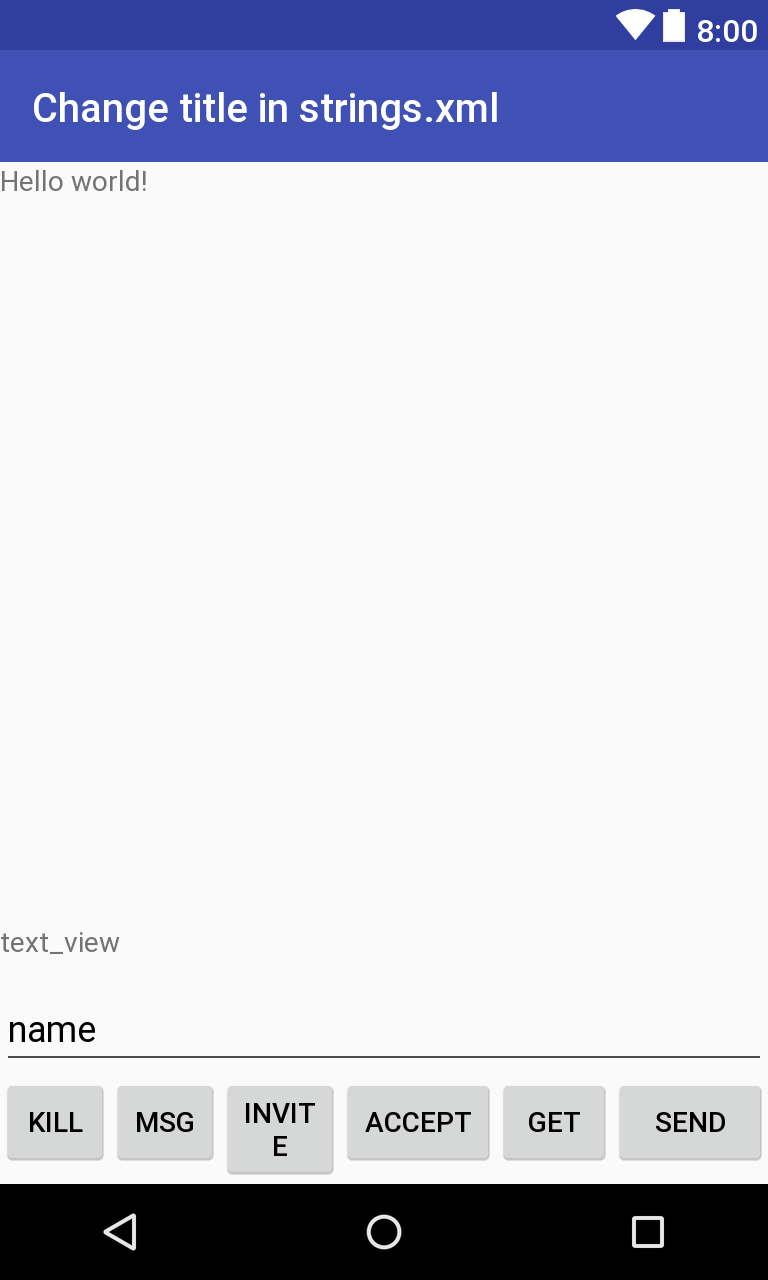 8:00
Change title in strings.xml
Hello world!
text_view
name
KILL MSG INVIT ACCEPT GET SEND
E